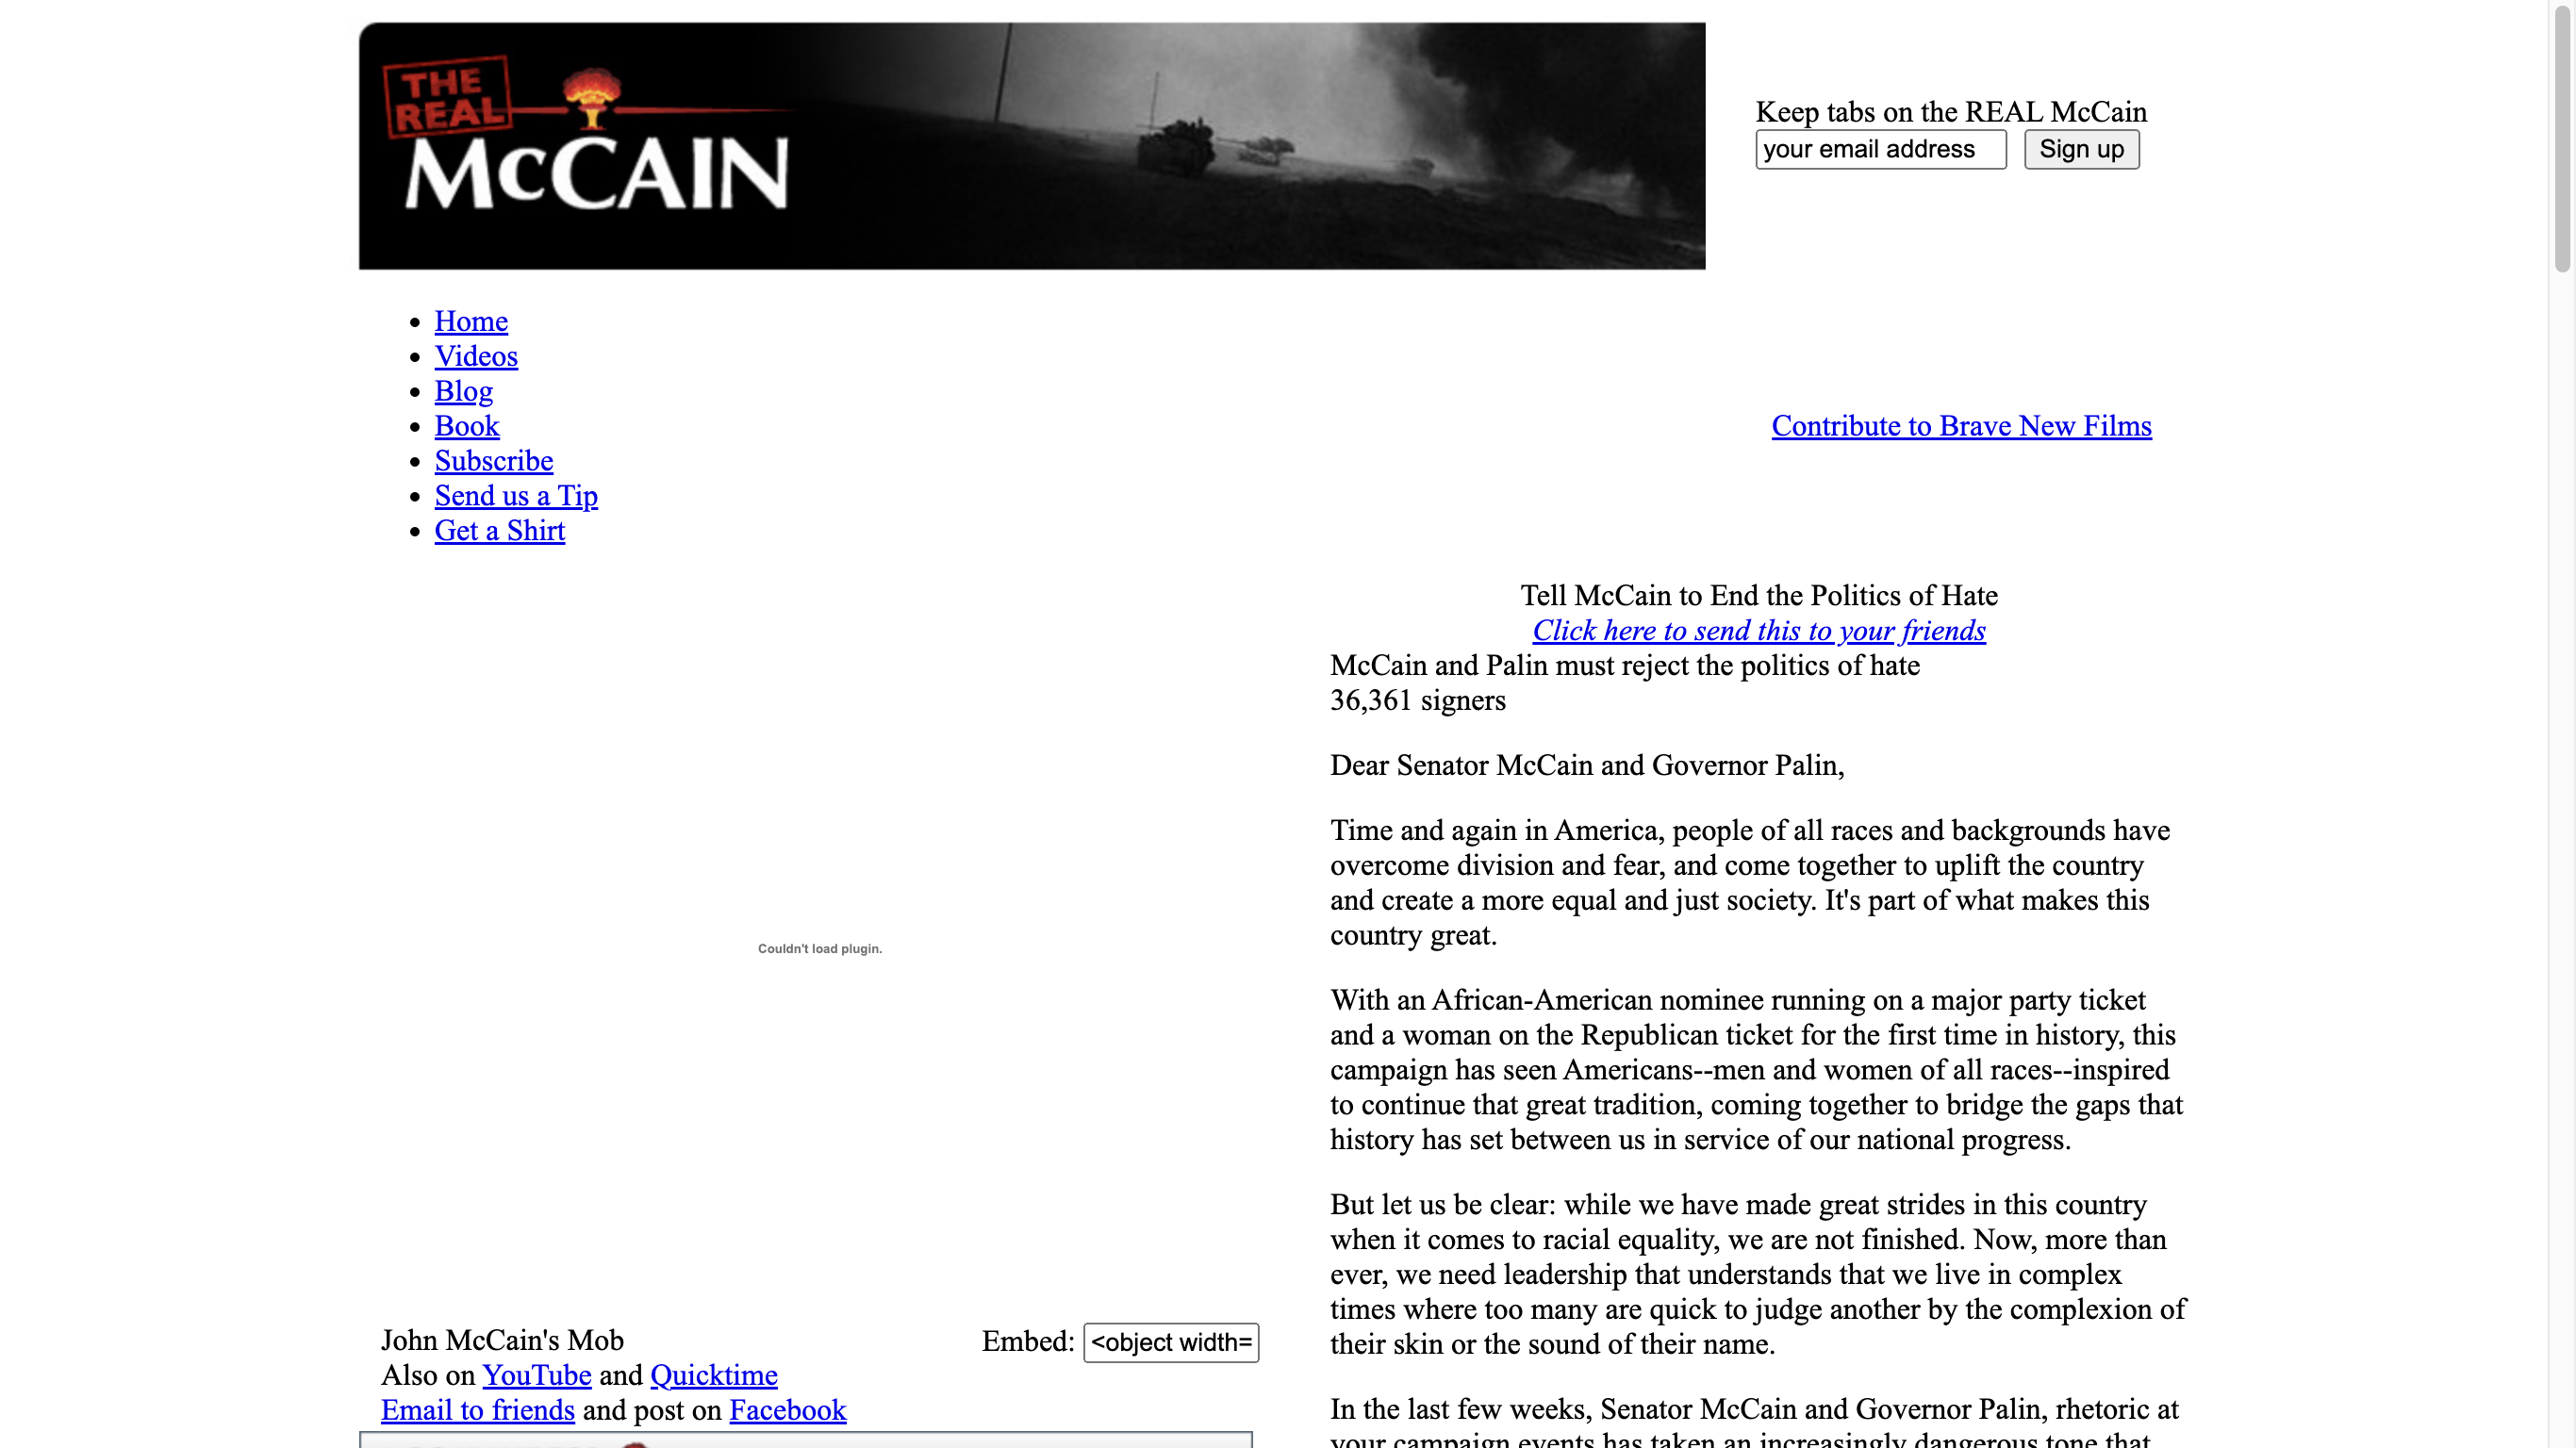 THE
REAL
McCAIN
Keep tabs on the REAL McCain
your email address Sign up
Home
Videos
Blog
Book
Subscribe
Send us a Tip
Get a Shirt
Contribute to Brave New Films
Tell McCain to End the Politics of Hate
Click here to send this to your friends
McCain and Palin must reject the politics of hate
36,361 signers
Dear Senator McCain and Governor Palin,
Time and again in America, people of all races and backgrounds have
overcome division and fear, and come together to uplift the country
and create a more equal and just society. It's part of what makes this
country great.
With an African-American nominee running on a major party ticket
and a woman on the Republican ticket for the first time in history, this
campaign has seen Americans--men and women of all races--inspired
to continue that great tradition, coming together to bridge the gaps that
history has set between us in service of our national progress.
But let us be clear: while we have made great strides in this country
when it comes to racial equality, we are not finished. Now, more than
ever, we need leadership that understands that we live in complex
times where too many are quick to judge another by the complexion of
their skin or the sound of their name.
In the last few weeks, Senator McCain and Governor Palin, rhetoric at
your campaign events has taken an increasingly dangerous tone that
Couldn't load plugin.
John McCain's Mob
Embed: <object width=
Also on YouTube and Quicktime
Email to friends and post on Facebook